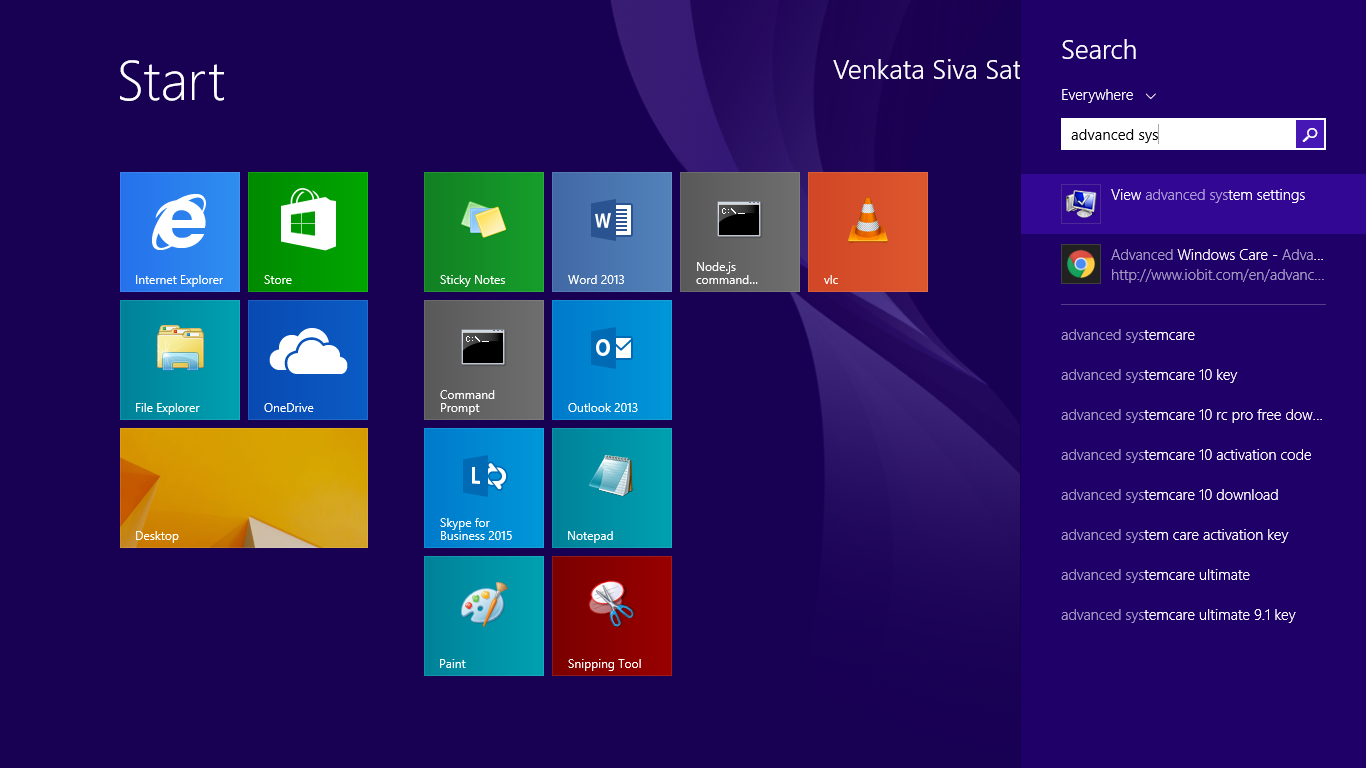 Start
Venkata Siva Sat
Internet Explorer
Store
Sticky Notes
W
Word 2013
C:\_
Node.js
command...
vlc
File Explorer
OneDrive
C:\_
Command
Prompt
O
Outlook 2013
Desktop
L
Skype for
Business 2015
Notepad
Paint
Snipping Tool
Search
Everywhere
advanced sys
View advanced system settings
Advanced Windows Care - Adva...
http://www.iobit.com/en/advanc...
advanced systemcare
advanced systemcare 10 key
advanced systemcare 10 rc pro free dow...
advanced systemcare 10 activation code
advanced systemcare 10 download
advanced system care activation key
advanced systemcare ultimate
advanced systemcare ultimate 9.1 key